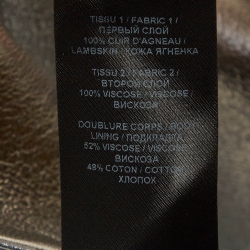 TISSU 1 / FABRIC 1 /
ПЕРВЫЙ СЛОЙ
100% CUIR D'AGNEAU /
LAMBSKIN / КОЖА ЯГНЕНКА
TISSU 2 / FABRIC 2 /
ВТОРОЙ СЛОЙ
100% VISCOSE / VISCOSE /
ВИСКОЗА
DOUBLURE CORPS / BODY
LINING / ПОДКЛАДКА
52% VISCOSE / VISCOSE /
ВИСКОЗА
48% COTON / COTTON /
ХЛОПОК